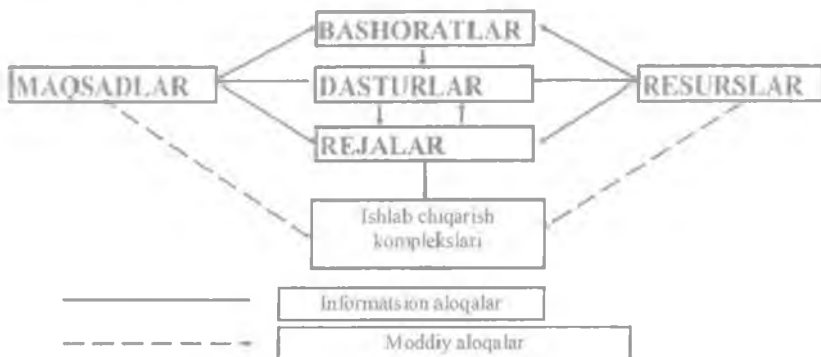 BASHORATLAR
MAQSADLAR
DASTURLAR
RESURSLAR
REJALAR
Ishlab chiqarish
komplekslari
Informatsion aloqalar
Moddiy aloqalar